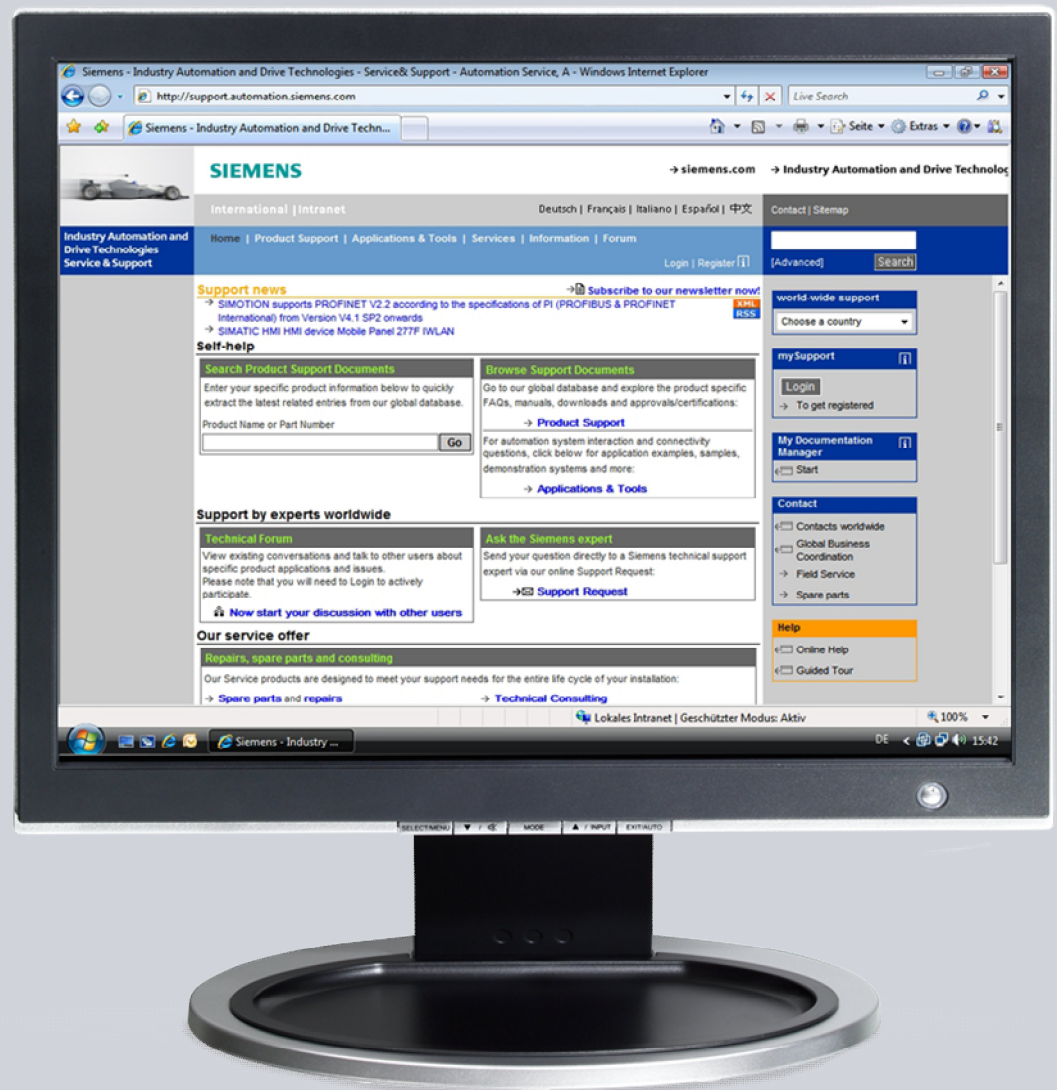 Siemens - Industry Automation and Drive Technologies - Service& Support - Automation Service, A - Windows Internet Explorer
http://support.automation.siemens.com
Live Search
Siemens - Industry Automation and Drive Techn...
Seite
Extras
SIEMENS
→ siemens.com → Industry Automation and Drive Technolog
International | Intranet
Deutsch | Français | Italiano | Español | 中文
Contact | Sitemap
Industry Automation and
Drive Technologies
Service & Support
Home | Product Support | Applications & Tools | Services | Information | Forum
Login | Register
[Advanced] Search
Support news
→ Subscribe to our newsletter now!
→ SIMOTION supports PROFINET V2.2 according to the specifications of PI (PROFIBUS & PROFINET
International) from Version V4.1 SP2 onwards
XML
RSS
→ SIMATIC HMI HMI device Mobile Panel 277F IWLAN
Self-help
Search Product Support Documents
Enter your specific product information below to quickly
extract the latest related entries from our global database.
Product Name or Part Number
Go
Browse Support Documents
Go to our global database and explore the product specific
FAQs, manuals, downloads and approvals/certifications:
→ Product Support
For automation system interaction and connectivity
questions, click below for application examples, samples,
demonstration systems and more:
→ Applications & Tools
Support by experts worldwide
Technical Forum
View existing conversations and talk to other users about
specific product applications and issues.
Please note that you will need to Login to actively
participate.
Now start your discussion with other users
Ask the Siemens expert
Send your question directly to a Siemens technical support
expert via our online Support Request:
→ Support Request
Our service offer
Repairs, spare parts and consulting
Our Service products are designed to meet your support needs for the entire life cycle of your installation:
→ Spare parts and repairs
→ Technical Consulting
world-wide support
Choose a country
mySupport
Login
→ To get registered
My Documentation
Manager
Start
Contact
Contacts worldwide
Global Business
Coordination
→ Field Service
→ Spare parts
Help
Online Help
Guided Tour
Lokales Intranet | Geschützter Modus: Aktiv
100%
Siemens - Industry ...
DE
15:42
SELECT/MENU ▼ / MODE ▲ / INPUT EXIT/AUTO